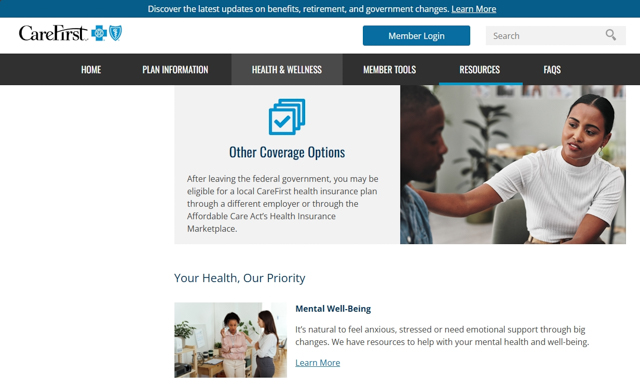 Discover the latest updates on benefits, retirement, and government changes. Learn More
CareFirst
Member Login
Search
HOME
PLAN INFORMATION
HEALTH & WELLNESS
MEMBER TOOLS
RESOURCES
FAQS
Other Coverage Options
After leaving the federal government, you may be
eligible for a local CareFirst health insurance plan
through a different employer or through the
Affordable Care Act's Health Insurance
Marketplace.
Your Health, Our Priority
Mental Well-Being
It's natural to feel anxious, stressed or need emotional support through big
changes. We have resources to help with your mental health and well-being.
Learn More